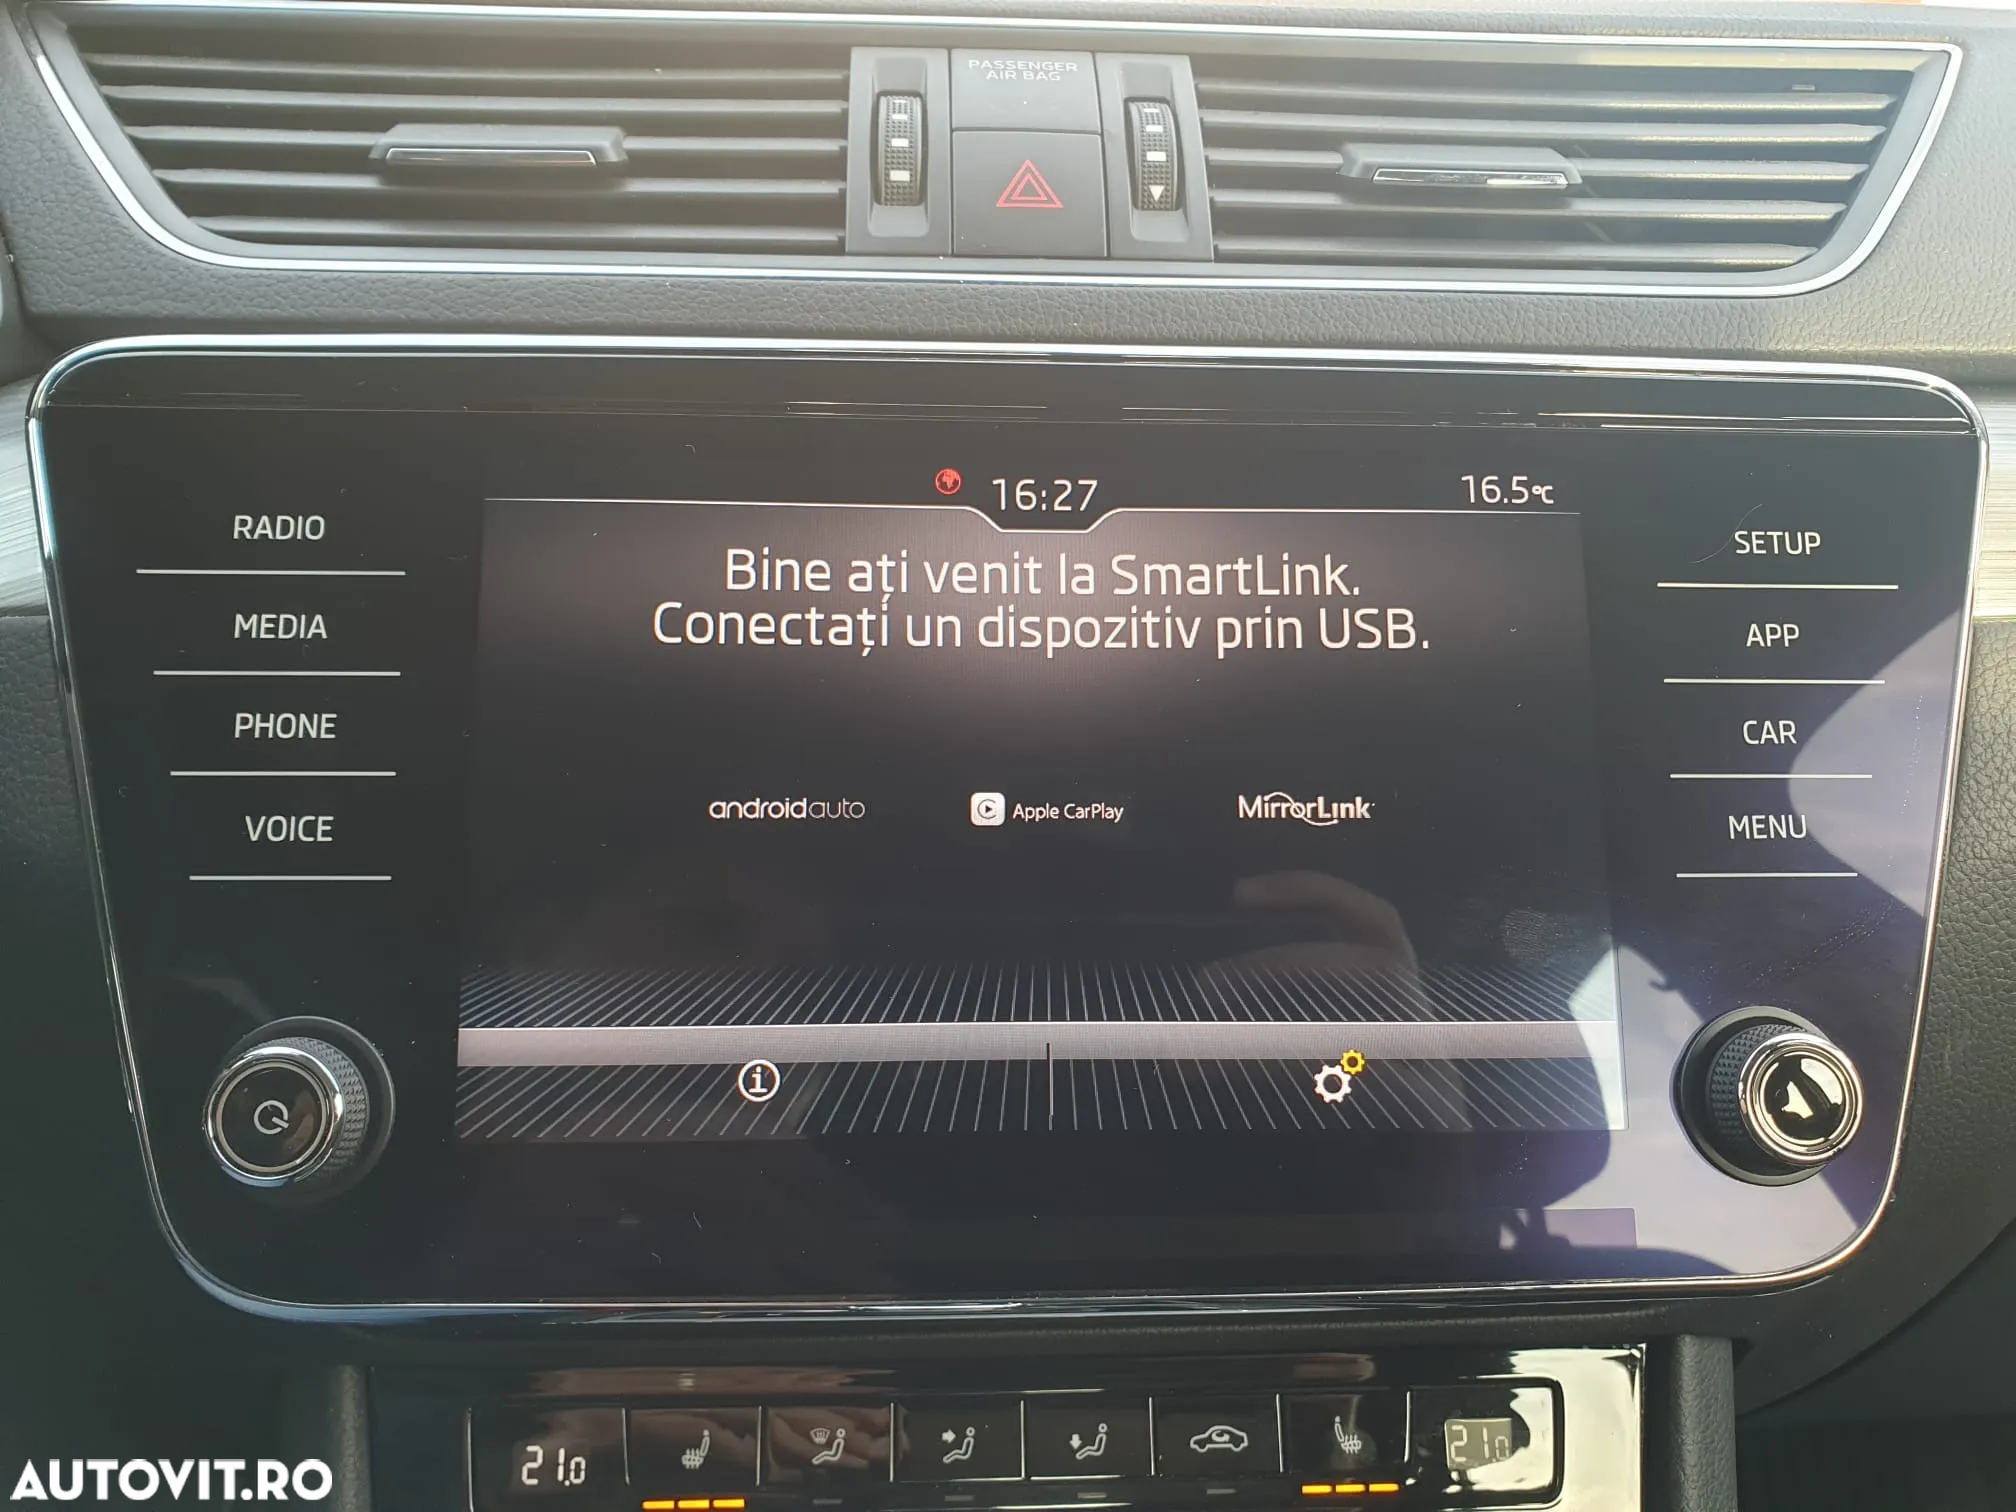 PASSENGER
AIR BAG
16:27
16.5°C
RADIO
MEDIA
PHONE
VOICE
Bine ați venit la SmartLink.
Conectați un dispozitiv prin USB.
androidauto
Apple CarPlay
MirrorLink
SETUP
APP
CAR
MENU
21.0
21.0
AUTOVIT.RO